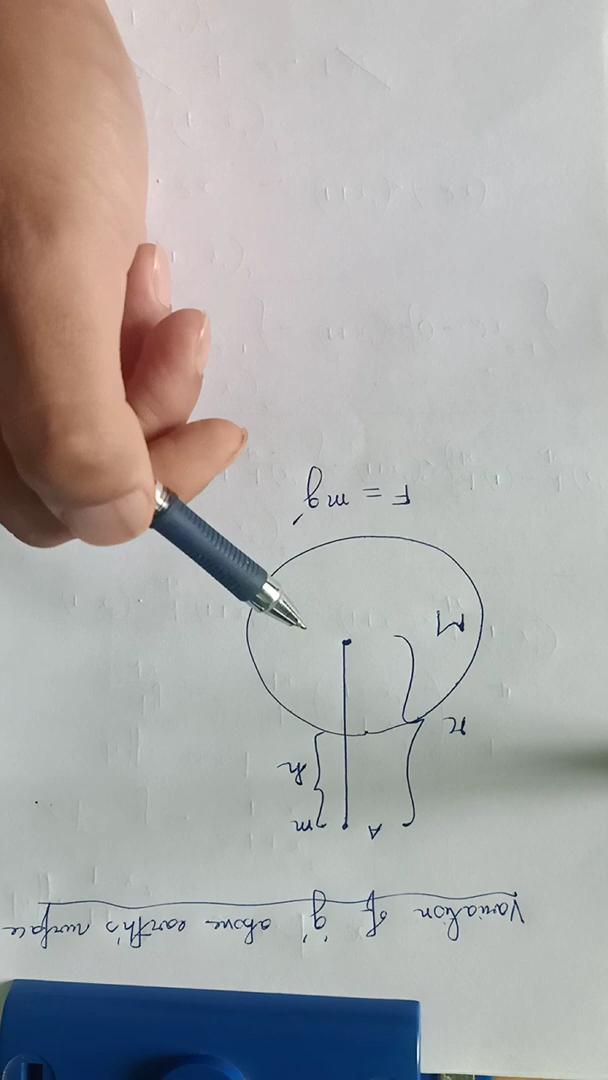 Variation of 'g' above earth's surface
m A
h
r
M
F = mg'